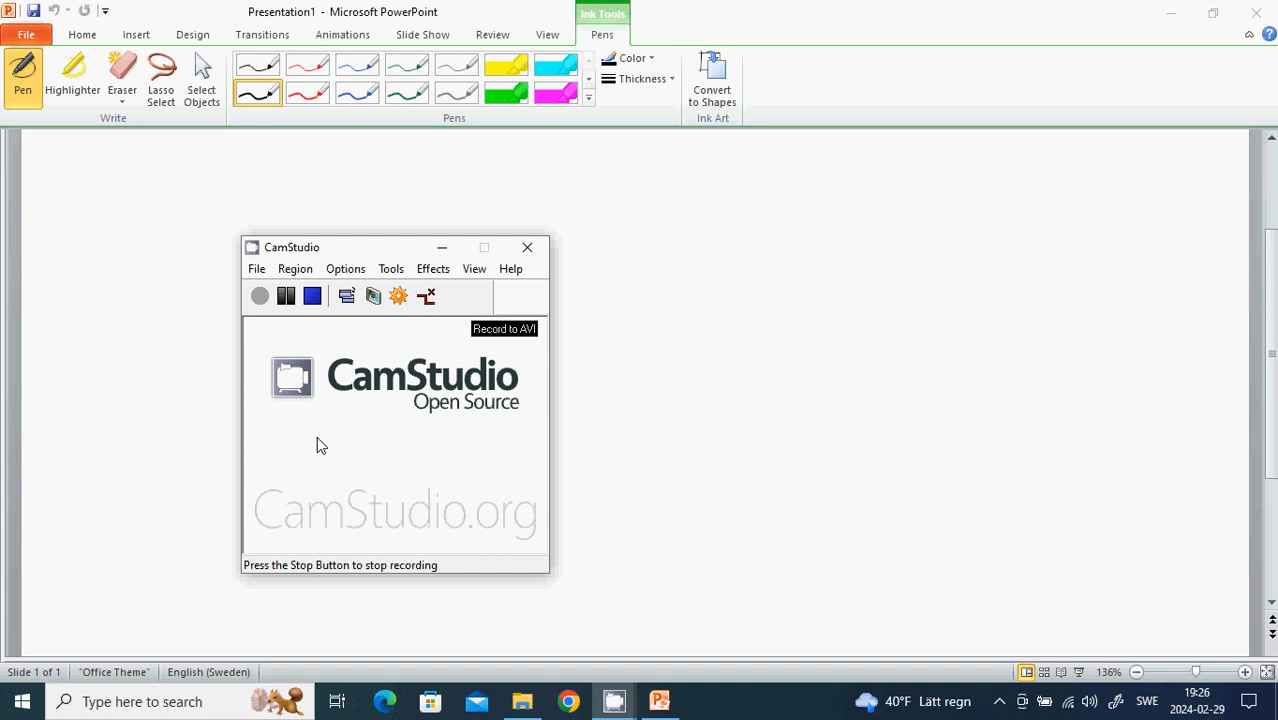 Presentation1 - Microsoft PowerPoint
Ink Tools
File Home Insert Design Transitions Animations Slide Show Review View Pens
Pen Highlighter Eraser Lasso Select Select Objects
Color
Thickness
Convert to Shapes
Write Pens Ink Art
CamStudio
File Region Options Tools Effects View Help
Record to AVI
CamStudio
Open Source
CamStudio.org
Press the Stop Button to stop recording
Slide 1 of 1 "Office Theme" English (Sweden) 136%
Type here to search 40°F Lätt regn SWE 19:26
2024-02-29